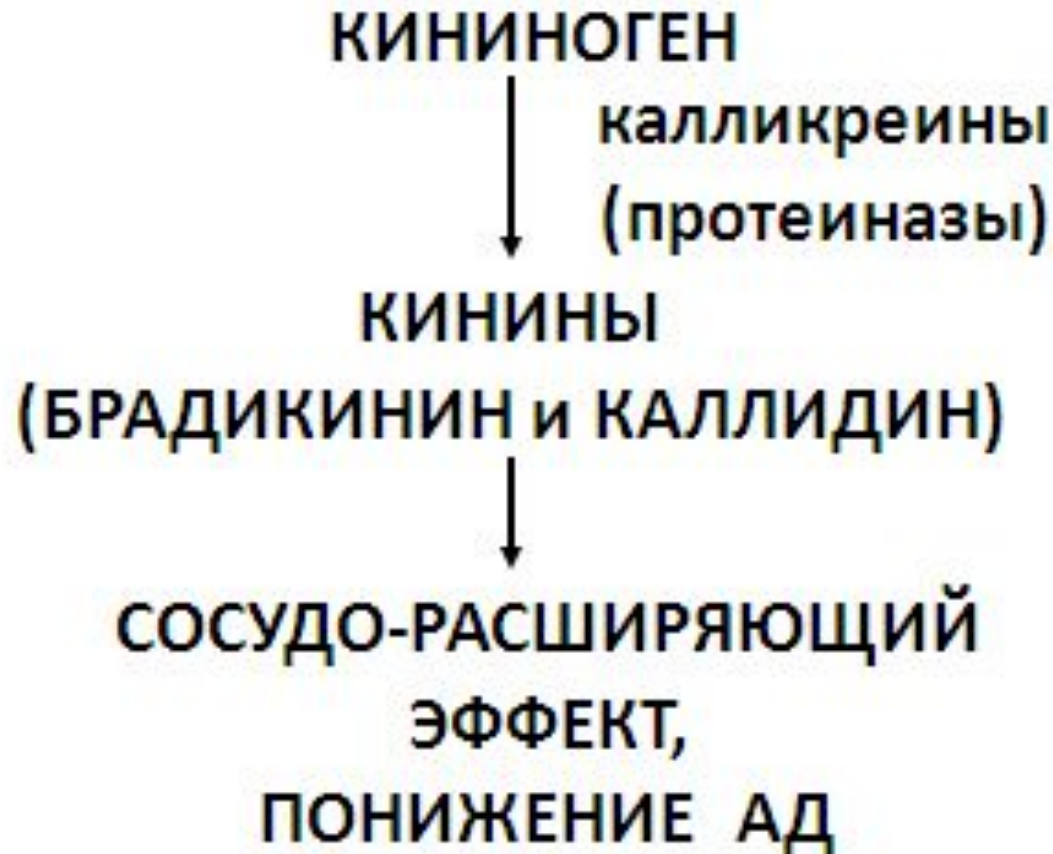 КИНИНОГЕН
калликреины
(протеиназы)
КИНИНЫ
(БРАДИКИНИН и КАЛЛИДИН)
СОСУДО-РАСШИРЯЮЩИЙ
ЭФФЕКТ,
ПОНИЖЕНИЕ АД